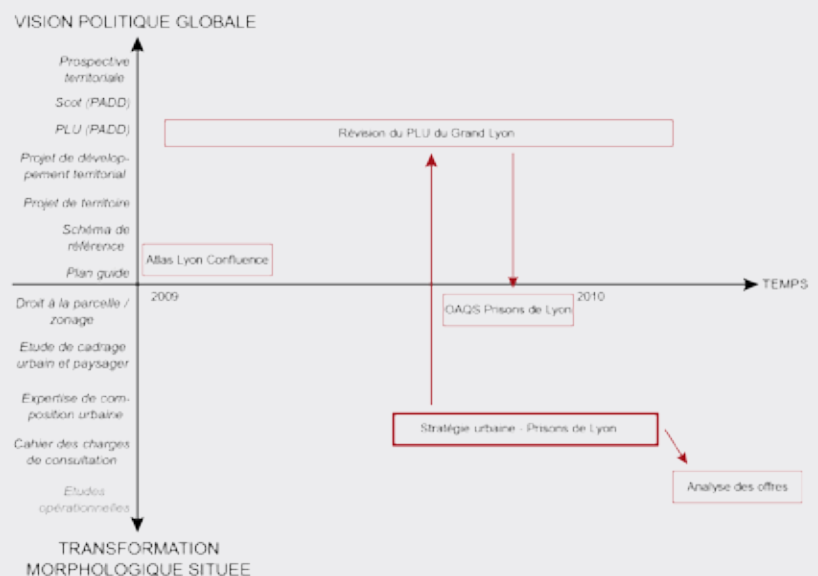 VISION POLITIQUE GLOBALE
Prospective
territoriale
Scot (PADD)
PLU (PADD)
Révision du PLU du Grand Lyon
Projet de dévelop-
pement territorial
Projet de territoire
Schéma de
référence
Atlas Lyon Confluence
Plan guide
TEMPS
2009
2010
Droit à la parcelle /
zonage
OAQS Prisons de Lyon
Etude de cadrage
urbain et paysager
Expertise de com-
position urbaine
Stratégie urbaine - Prisons de Lyon
Cahier des charges
de consultation
Analyse des offres
Etudes
opérationnelles
TRANSFORMATION
MORPHOLOGIQUE SITUEE